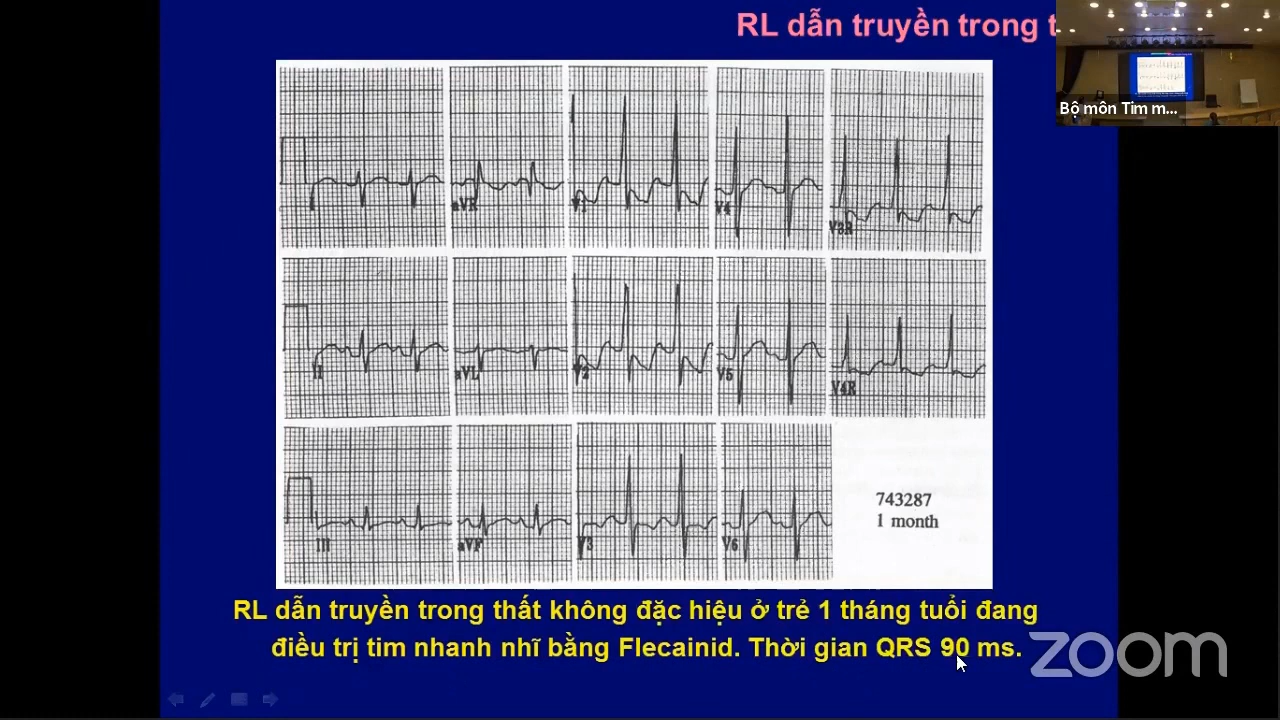 RL dẫn truyền trong t
Bộ môn Tim m...
I
aVR
V1
V4
V3R
II
aVL
V2
V5
V4R
III
aVF
V3
V6
743287
1 month
RL dẫn truyền trong thất không đặc hiệu ở trẻ 1 tháng tuổi đang
điều trị tim nhanh nhĩ bằng Flecainid. Thời gian QRS 90 ms.
zoom